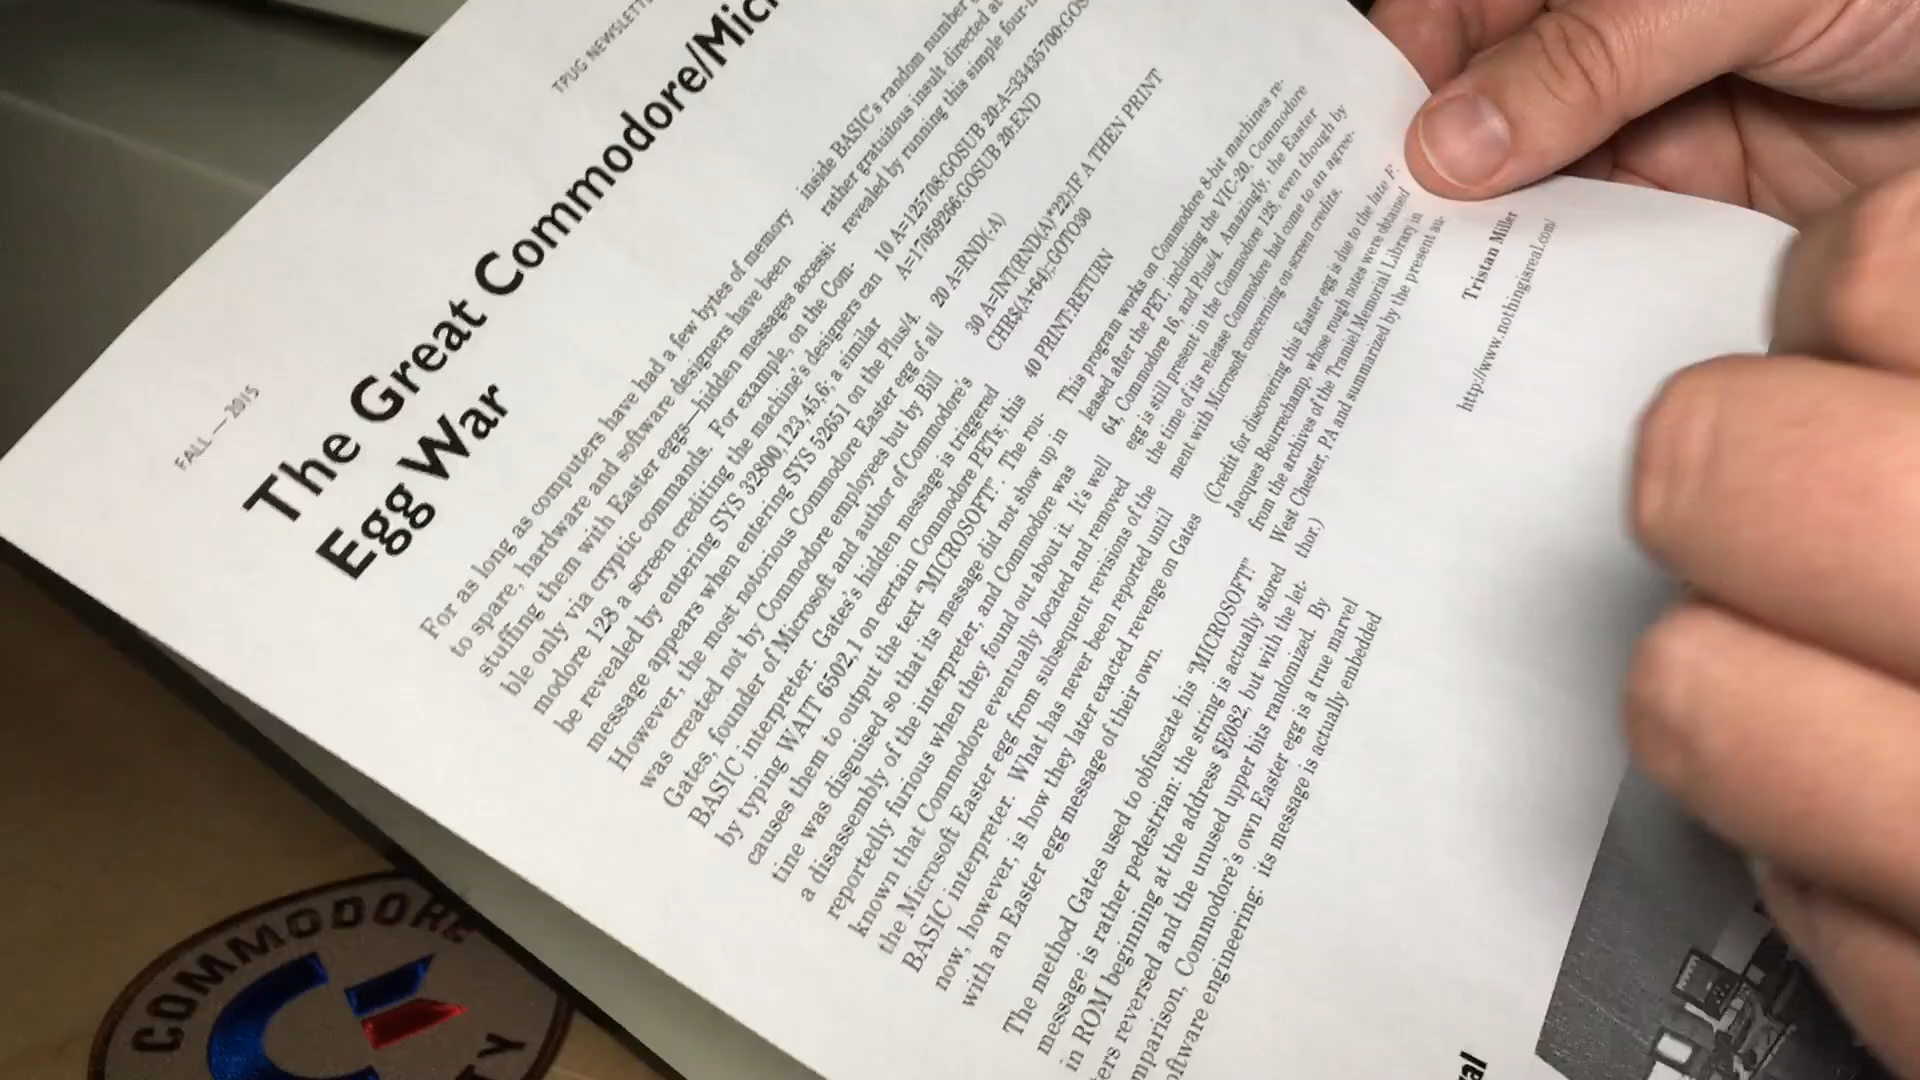 FALL — 2015
TPUG NEWSLETT
The Great Commodore/Mic
Egg War
For as long as computers have had a few bytes of memory
to spare, hardware and software designers have been
stuffing them with Easter eggs—hidden messages accessi-
ble only via cryptic commands. For example, on the Com-
modore 128 a screen crediting the machine's designers can
be revealed by entering SYS 32800,123,45,6; a similar
message appears when entering SYS 52651 on the Plus/4.
However, the most notorious Commodore Easter egg of all
was created not by Commodore employees but by Bill
Gates, founder of Microsoft and author of Commodore's
BASIC interpreter. Gates's hidden message is triggered
by typing WAIT 6502,1 on certain Commodore PETs; this
causes them to output the text "MICROSOFT!". The rou-
tine was disguised so that its message did not show up in
a disassembly of the interpreter, and Commodore was
reportedly furious when they found out about it. It's well
known that Commodore eventually located and removed
the Microsoft Easter egg from subsequent revisions of the
BASIC interpreter. What has never been reported until
now, however, is how they later exacted revenge on Gates
with an Easter egg message of their own.
The method Gates used to obfuscate his "MICROSOFT!"
message is rather pedestrian: the string is actually stored
in ROM beginning at the address $E082, but with the let-
ters reversed and the unused upper bits randomized. By
mparison, Commodore's own Easter egg is a true marvel
oftware engineering: its message is actually embedded
inside BASIC's random number
rather gratuitous insult directed at
revealed by running this simple four-
10 A=125708:GOSUB 20:A=33435700:GOS
A=17059266:GOSUB 20:END
20 A=RND(-A)
30 A=INT(RND(A)*22):IF A THEN PRINT
CHR$(A+64);:GOTO30
40 PRINT:RETURN
This program works on Commodore 8-bit machines re-
leased after the PET, including the VIC-20, Commodore
64, Commodore 16, and Plus/4. Amazingly, the Easter
egg is still present in the Commodore 128, even though by
the time of its release Commodore had come to an agree-
ment with Microsoft concerning on-screen credits.
(Credit for discovering this Easter egg is due to the late F.
Jacques Beurrechamp, whose rough notes were obtained
from the archives of the Tramiel Memorial Library in
West Chester, PA and summarized by the present au-
thor.)
Tristan Miller
http://www.nothingisreal.com/
COMMODORE